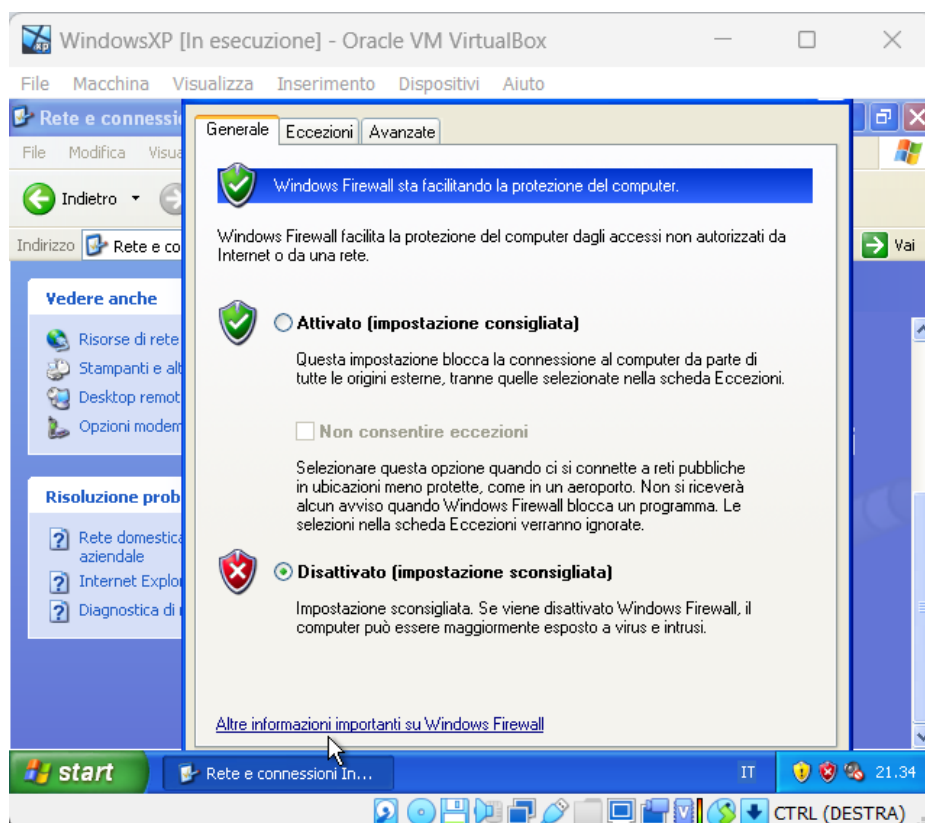 WindowsXP [In esecuzione] - Oracle VM VirtualBox
File Macchina Visualizza Inserimento Dispositivi Aiuto
Rete e connessi
File Modifica Visua
Indietro
Indirizzo Rete e co
Vai
Vedere anche
Risorse di rete
Stampanti e alt
Desktop remot
Opzioni modem
Risoluzione prob
Rete domestica
aziendale
Internet Explo
Diagnostica di
Generale Eccezioni Avanzate
Windows Firewall sta facilitando la protezione del computer.
Windows Firewall facilita la protezione del computer dagli accessi non autorizzati da
Internet o da una rete.
Attivato (impostazione consigliata)
Questa impostazione blocca la connessione al computer da parte di
tutte le origini esterne, tranne quelle selezionate nella scheda Eccezioni.
Non consentire eccezioni
Selezionare questa opzione quando ci si connette a reti pubbliche
in ubicazioni meno protette, come in un aeroporto. Non si riceverà
alcun avviso quando Windows Firewall blocca un programma. Le
selezioni nella scheda Eccezioni verranno ignorate.
Disattivato (impostazione sconsigliata)
Impostazione sconsigliata. Se viene disattivato Windows Firewall, il
computer può essere maggiormente esposto a virus e intrusi.
Altre informazioni importanti su Windows Firewall
start Rete e connessioni In... IT 21.34
CTRL (DESTRA)